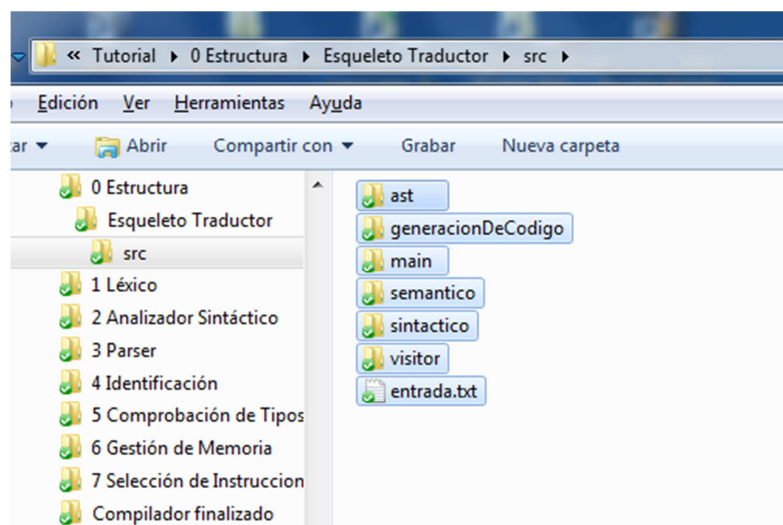 « Tutorial ▸ 0 Estructura ▸ Esqueleto Traductor ▸ src ▸
Edición Ver Herramientas Ayuda
ar ▾ Abrir Compartir con ▾ Grabar Nueva carpeta
0 Estructura
Esqueleto Traductor
src
1 Léxico
2 Analizador Sintáctico
3 Parser
4 Identificación
5 Comprobación de Tipos
6 Gestión de Memoria
7 Selección de Instruccion
Compilador finalizado
ast
generacionDeCodigo
main
semantico
sintactico
visitor
entrada.txt